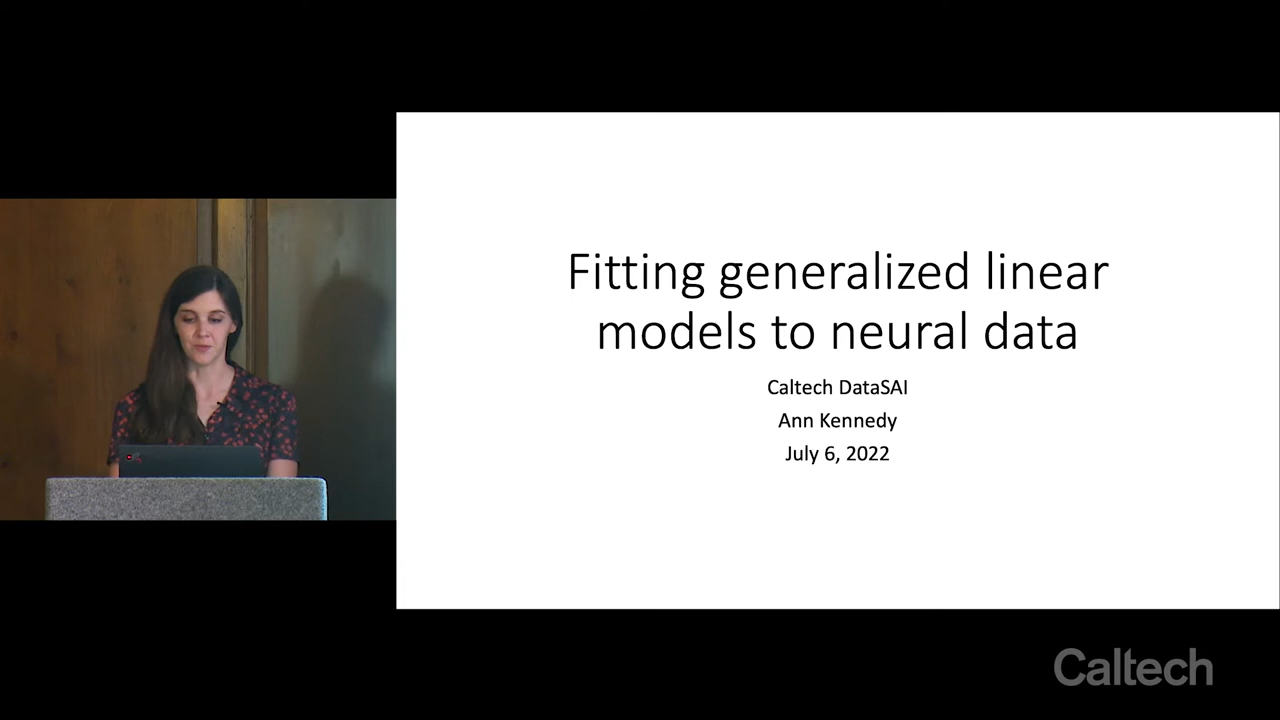 Fitting generalized linear
models to neural data
Caltech DataSAI
Ann Kennedy
July 6, 2022
Caltech